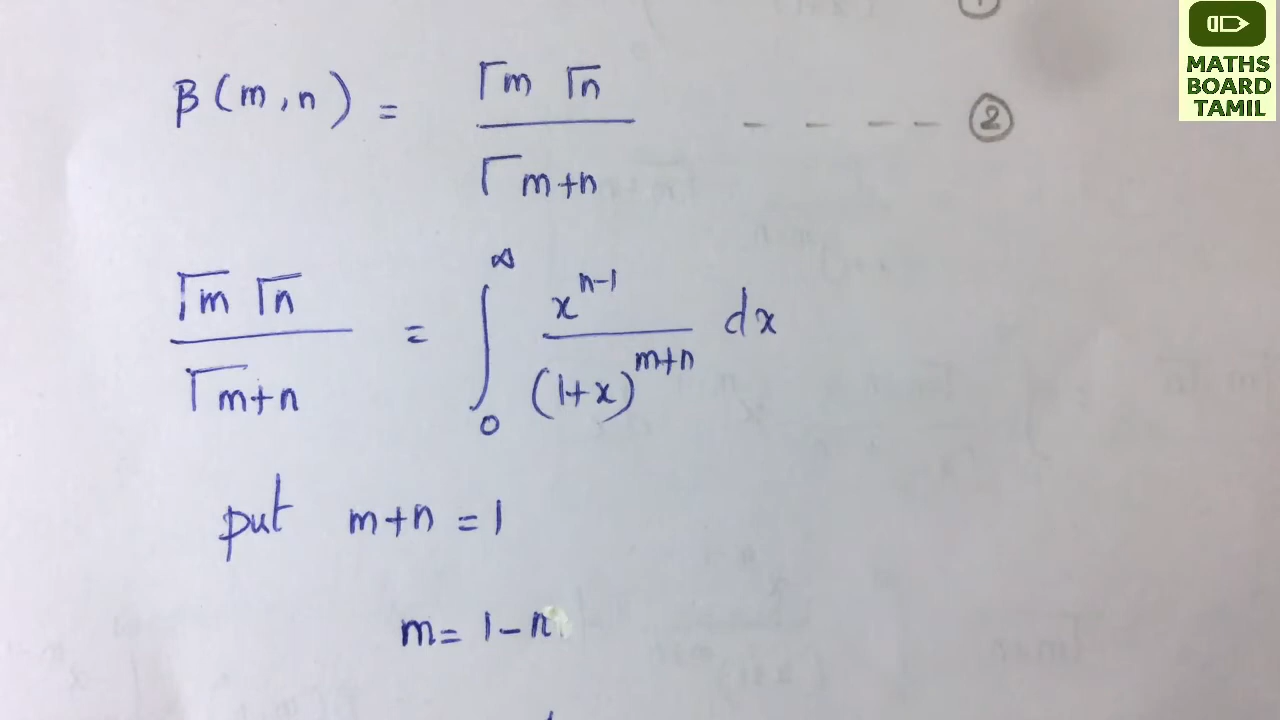 MATHS
BOARD
TAMIL
β(m,n) = Γm Γn / Γm+n - - - - ②
Γm Γn / Γm+n = ∫₀^∞ x^(n-1) / (1+x)^(m+n) dx
put m+n = 1
m = 1-n